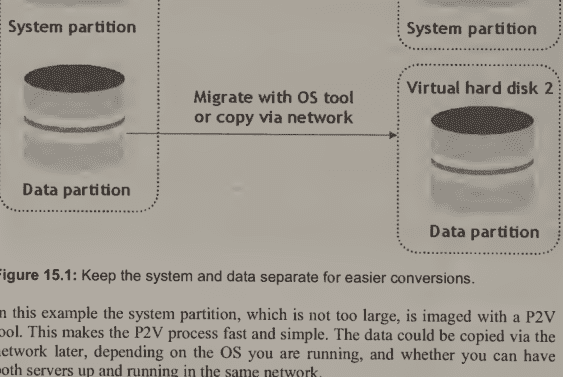 System partition
System partition
Migrate with OS tool
or copy via network
Virtual hard disk 2
Data partition
Data partition
igure 15.1: Keep the system and data separate for easier conversions.
n this example the system partition, which is not too large, is imaged with a P2V
ool. This makes the P2V process fast and simple. The data could be copied via the
etwork later, depending on the OS you are running, and whether you can have
oth servers up and running in the same network.